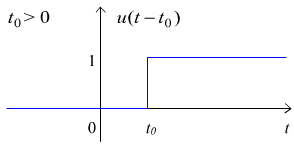 t₀ > 0
u(t − t₀)
1
0
t₀
t